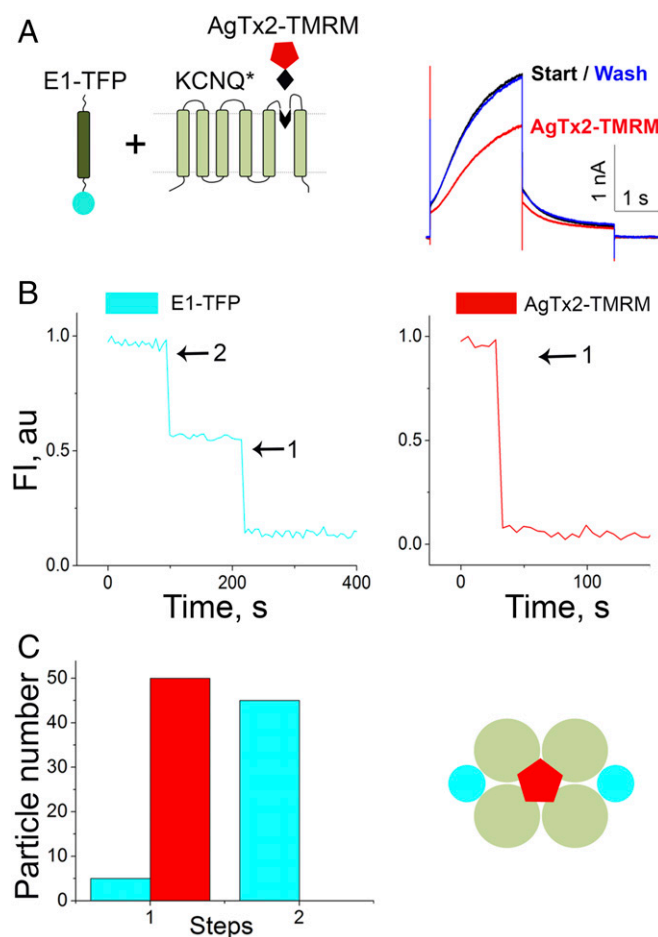 A
AgTx2-TMRM
E1-TFP
KCNQ*
+
Start / Wash
AgTx2-TMRM
1 nA
1 s
B
E1-TFP
AgTx2-TMRM
1.0
2
1
0.5
0.0
FI, au
0 200 400
Time, s
1.0
1
0.5
0.0
0 100
Time, s
C
Particle number
50
40
30
20
10
0
1 2
Steps